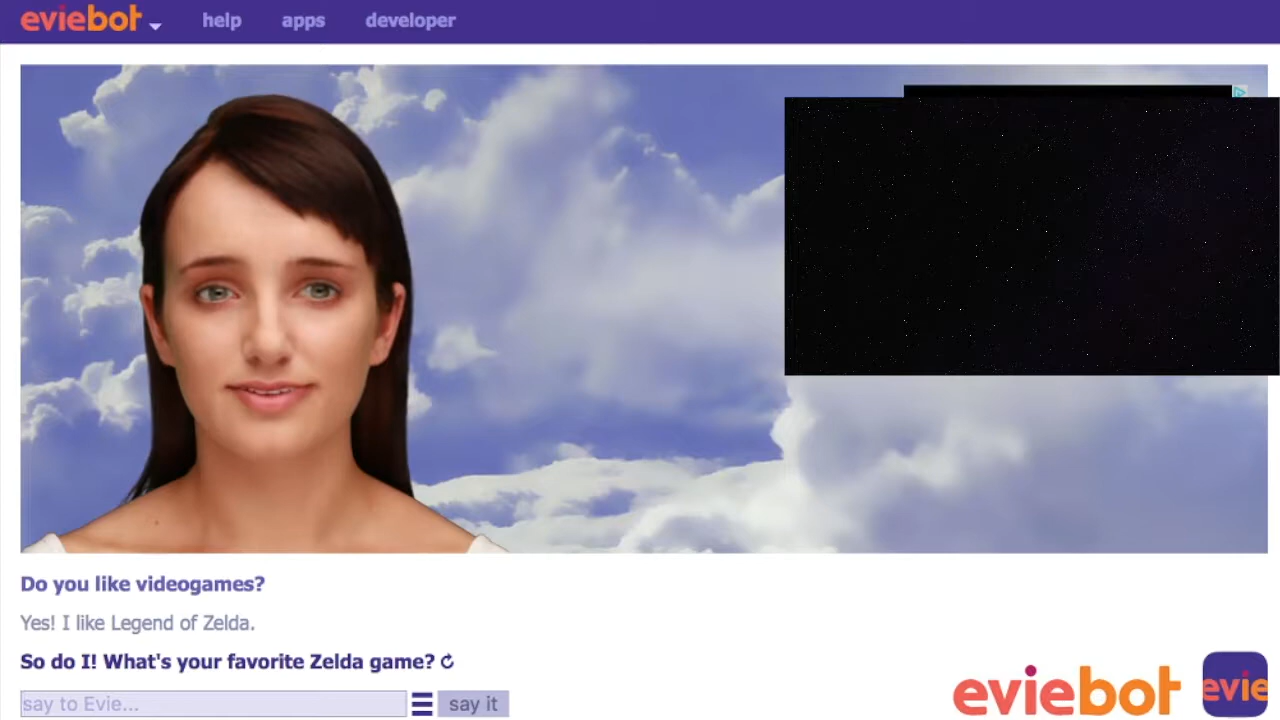 eviebot help apps developer
Do you like videogames?
Yes! I like Legend of Zelda.
So do I! What's your favorite Zelda game?
say to Evie... say it
eviebot evie